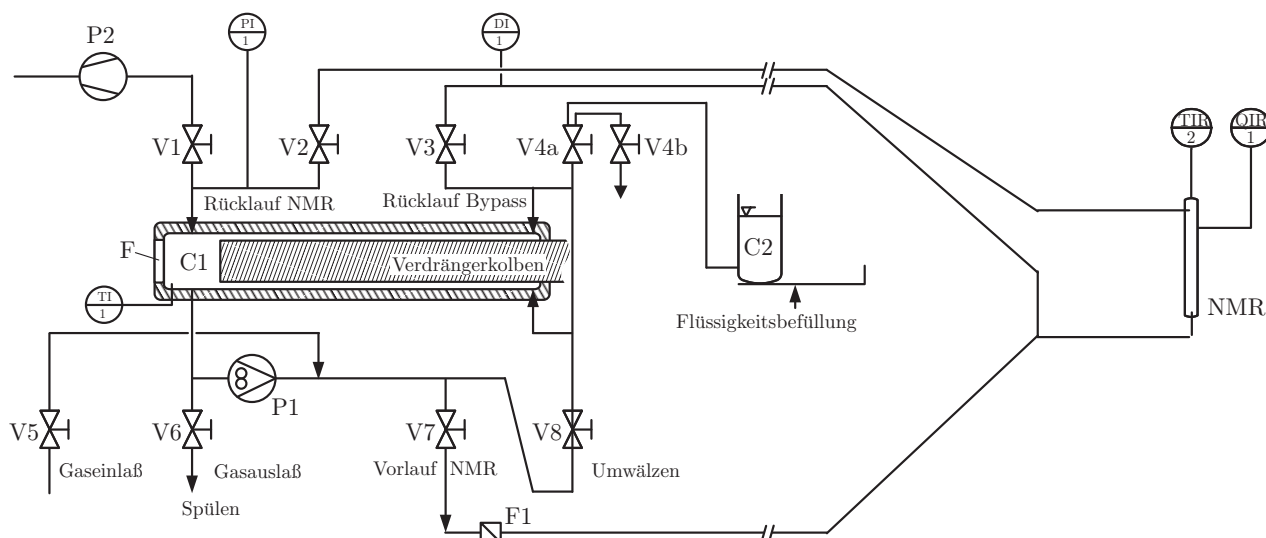 P2
PI
1
DI
1
V1
V2
V3
V4a
V4b
TIR
2
QIR
1
Rücklauf NMR
Rücklauf Bypass
F
C1
Verdrängerkolben
C2
TI
1
Flüssigkeitsbefüllung
NMR
P1
V5
V6
V7
V8
Gaseinlaß
Gasauslaß
Vorlauf NMR
Umwälzen
Spülen
F1